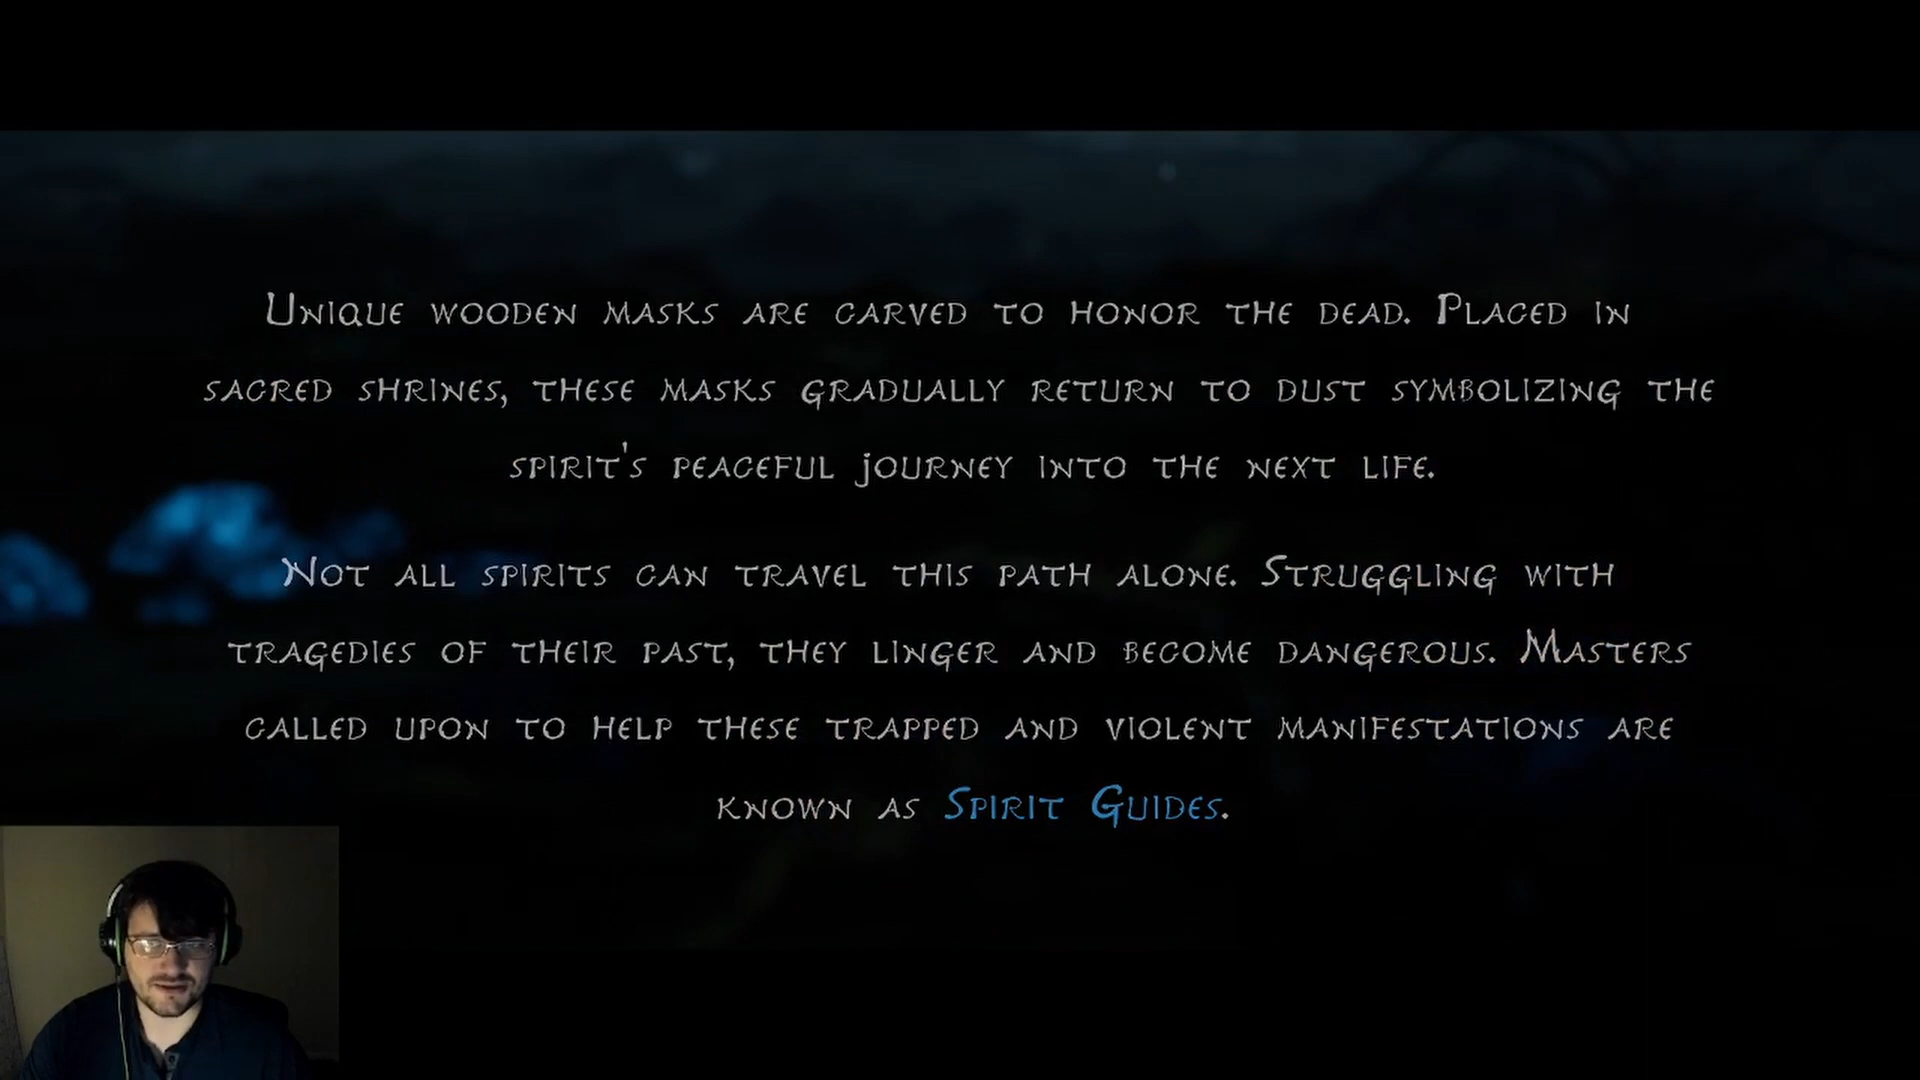 Unique wooden masks are carved to honor the dead. Placed in
sacred shrines, these masks gradually return to dust symbolizing the
spirit's peaceful journey into the next life.
Not all spirits can travel this path alone. Struggling with
tragedies of their past, they linger and become dangerous. Masters
called upon to help these trapped and violent manifestations are
known as Spirit Guides.